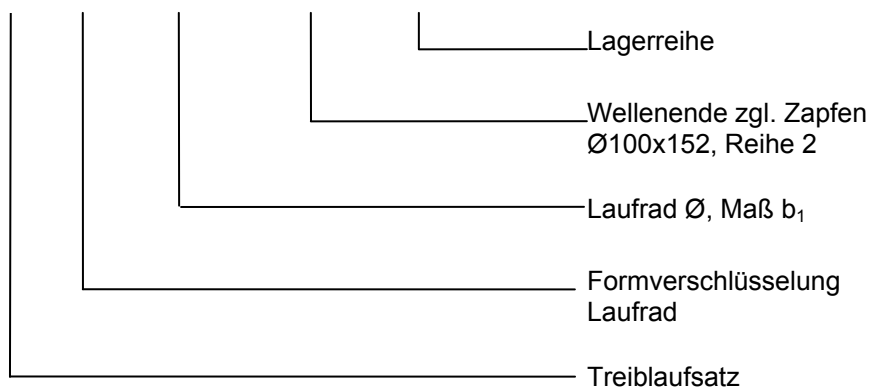 Lagerreihe
Wellenende zgl. Zapfen
Ø100x152, Reihe 2
Laufrad Ø, Maß b₁
Formverschlüsselung
Laufrad
Treiblaufsatz